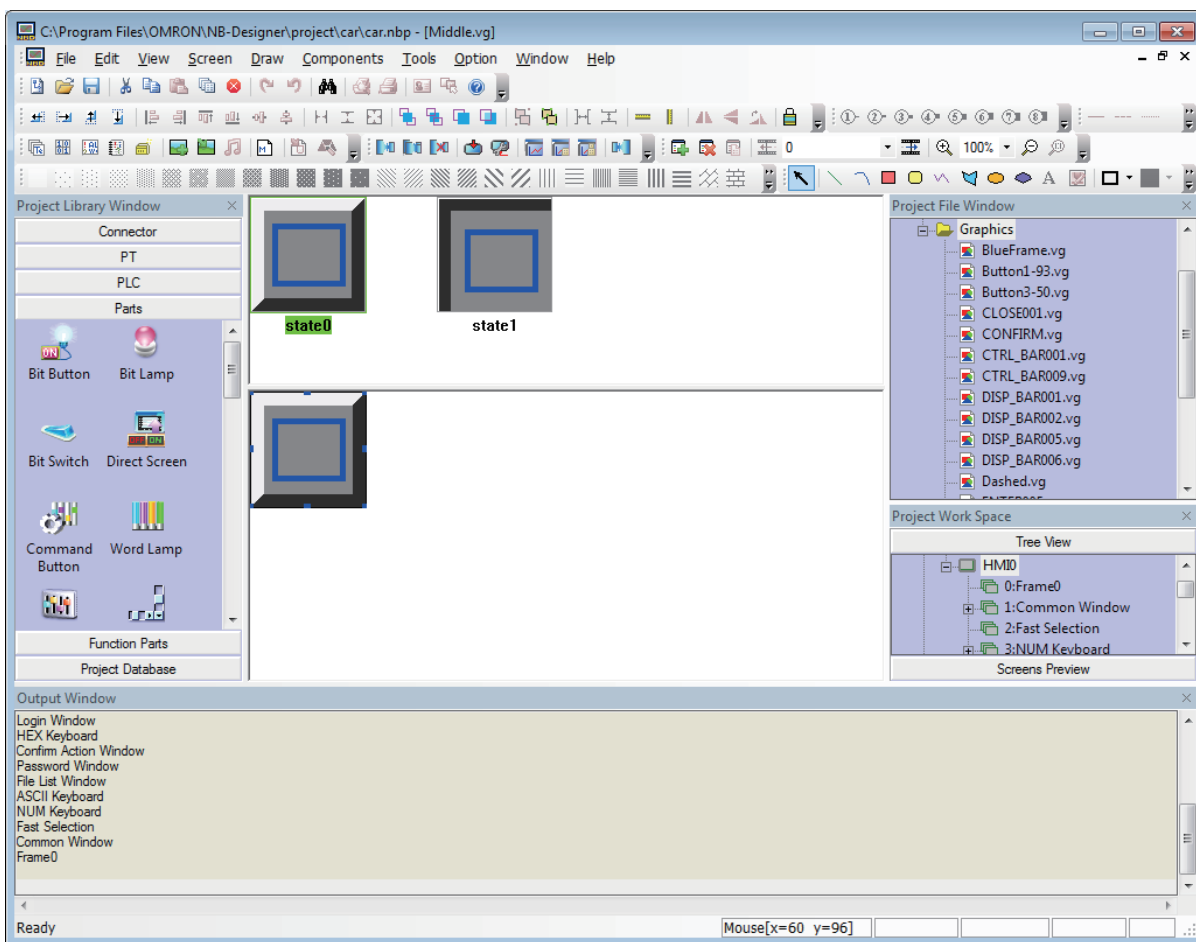 C:\Program Files\OMRON\NB-Designer\project\car\car.nbp - [Middle.vg]
File Edit View Screen Draw Components Tools Option Window Help
0 100%
Project Library Window
Connector
PT
PLC
Parts
Bit Button Bit Lamp
Bit Switch Direct Screen
Command Button Word Lamp
Function Parts
Project Database
state0 state1
Project File Window
Graphics
BlueFrame.vg
Button1-93.vg
Button3-50.vg
CLOSE001.vg
CONFIRM.vg
CTRL_BAR001.vg
CTRL_BAR009.vg
DISP_BAR001.vg
DISP_BAR002.vg
DISP_BAR005.vg
DISP_BAR006.vg
Dashed.vg
Project Work Space
Tree View
HMI0
0:Frame0
1:Common Window
2:Fast Selection
3:NUM Keyboard
Screens Preview
Output Window
Login Window
HEX Keyboard
Confirm Action Window
Password Window
File List Window
ASCII Keyboard
NUM Keyboard
Fast Selection
Common Window
Frame0
Ready Mouse[x=60 y=96]